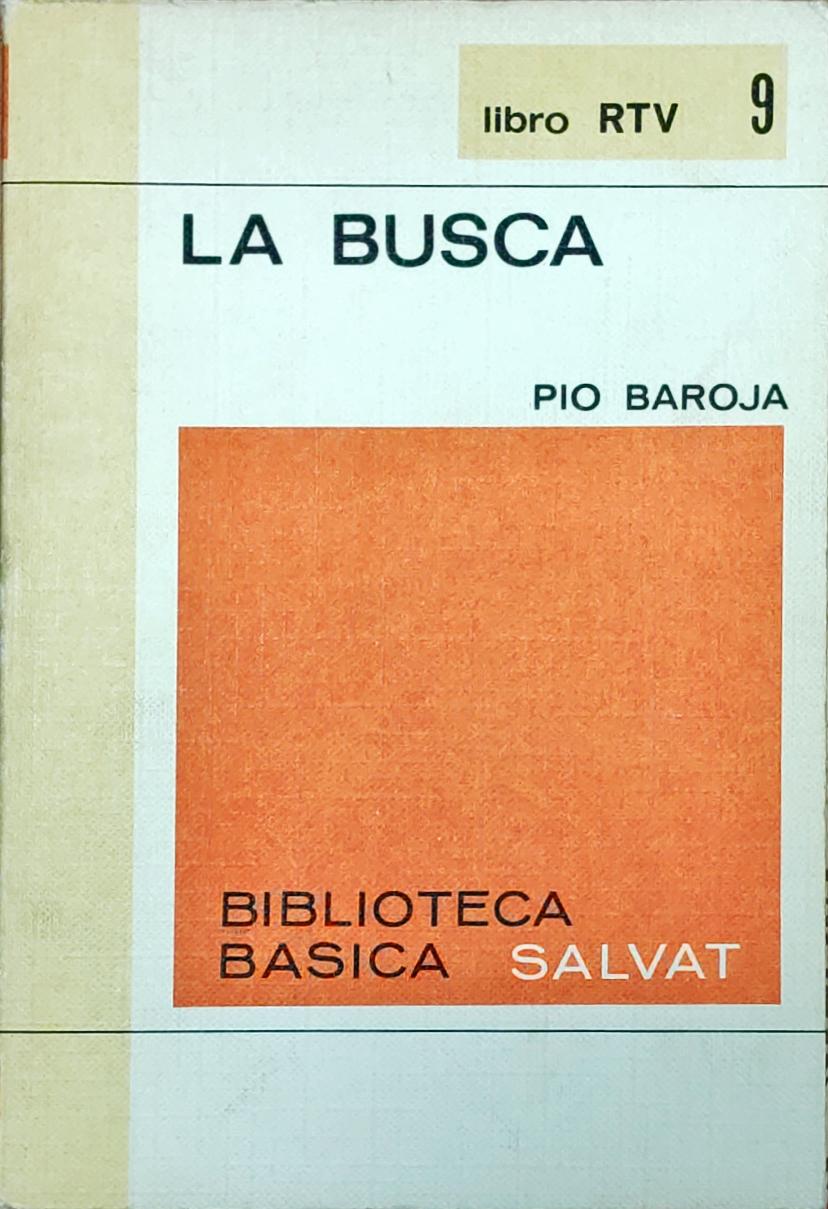 libro RTV 9
LA BUSCA
PIO BAROJA
BIBLIOTECA
BASICA SALVAT